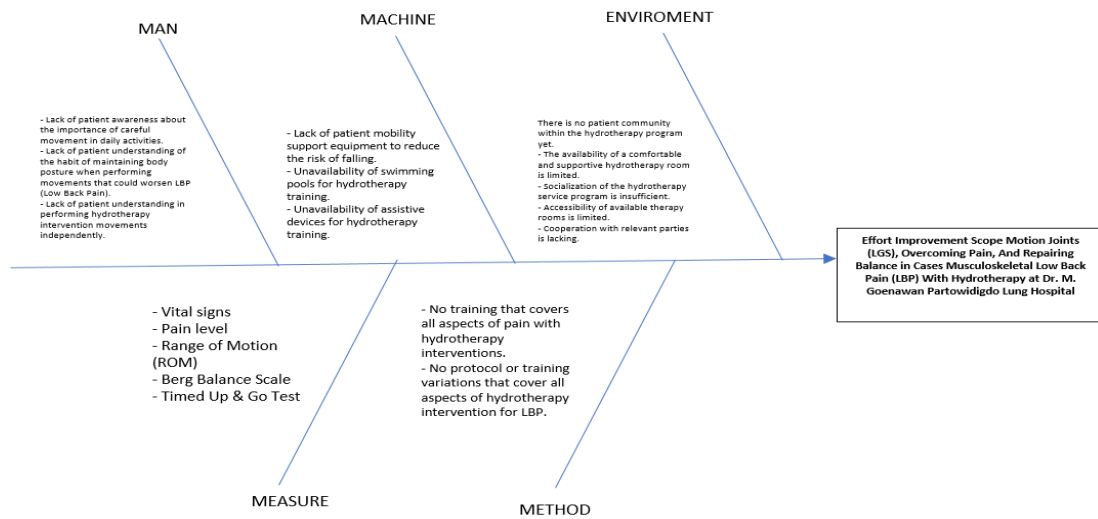 MAN
MACHINE
ENVIROMENT
- Lack of patient awareness about
the importance of careful
movement in daily activities.
- Lack of patient understanding of
the habit of maintaining body
posture when performing
movements that could worsen LBP
(Low Back Pain).
- Lack of patient understanding in
performing hydrotherapy
intervention movements
independently.
- Lack of patient mobility
support equipment to reduce
the risk of falling.
- Unavailability of swimming
pools for hydrotherapy
training.
- Unavailability of assistive
devices for hydrotherapy
training.
There is no patient community
within the hydrotherapy program
yet.
- The availability of a comfortable
and supportive hydrotherapy room
is limited.
- Socialization of the hydrotherapy
service program is insufficient.
- Accessibility of available therapy
rooms is limited.
- Cooperation with relevant parties
is lacking.
Effort Improvement Scope Motion Joints
(LGS), Overcoming Pain, And Repairing
Balance in Cases Musculoskeletal Low Back
Pain (LBP) With Hydrotherapy at Dr. M.
Goenawan Partowidigdo Lung Hospital
- Vital signs
- Pain level
- Range of Motion
(ROM)
- Berg Balance Scale
- Timed Up & Go Test
- No training that covers
all aspects of pain with
hydrotherapy
interventions.
- No protocol or training
variations that cover all
aspects of hydrotherapy
intervention for LBP.
MEASURE
METHOD